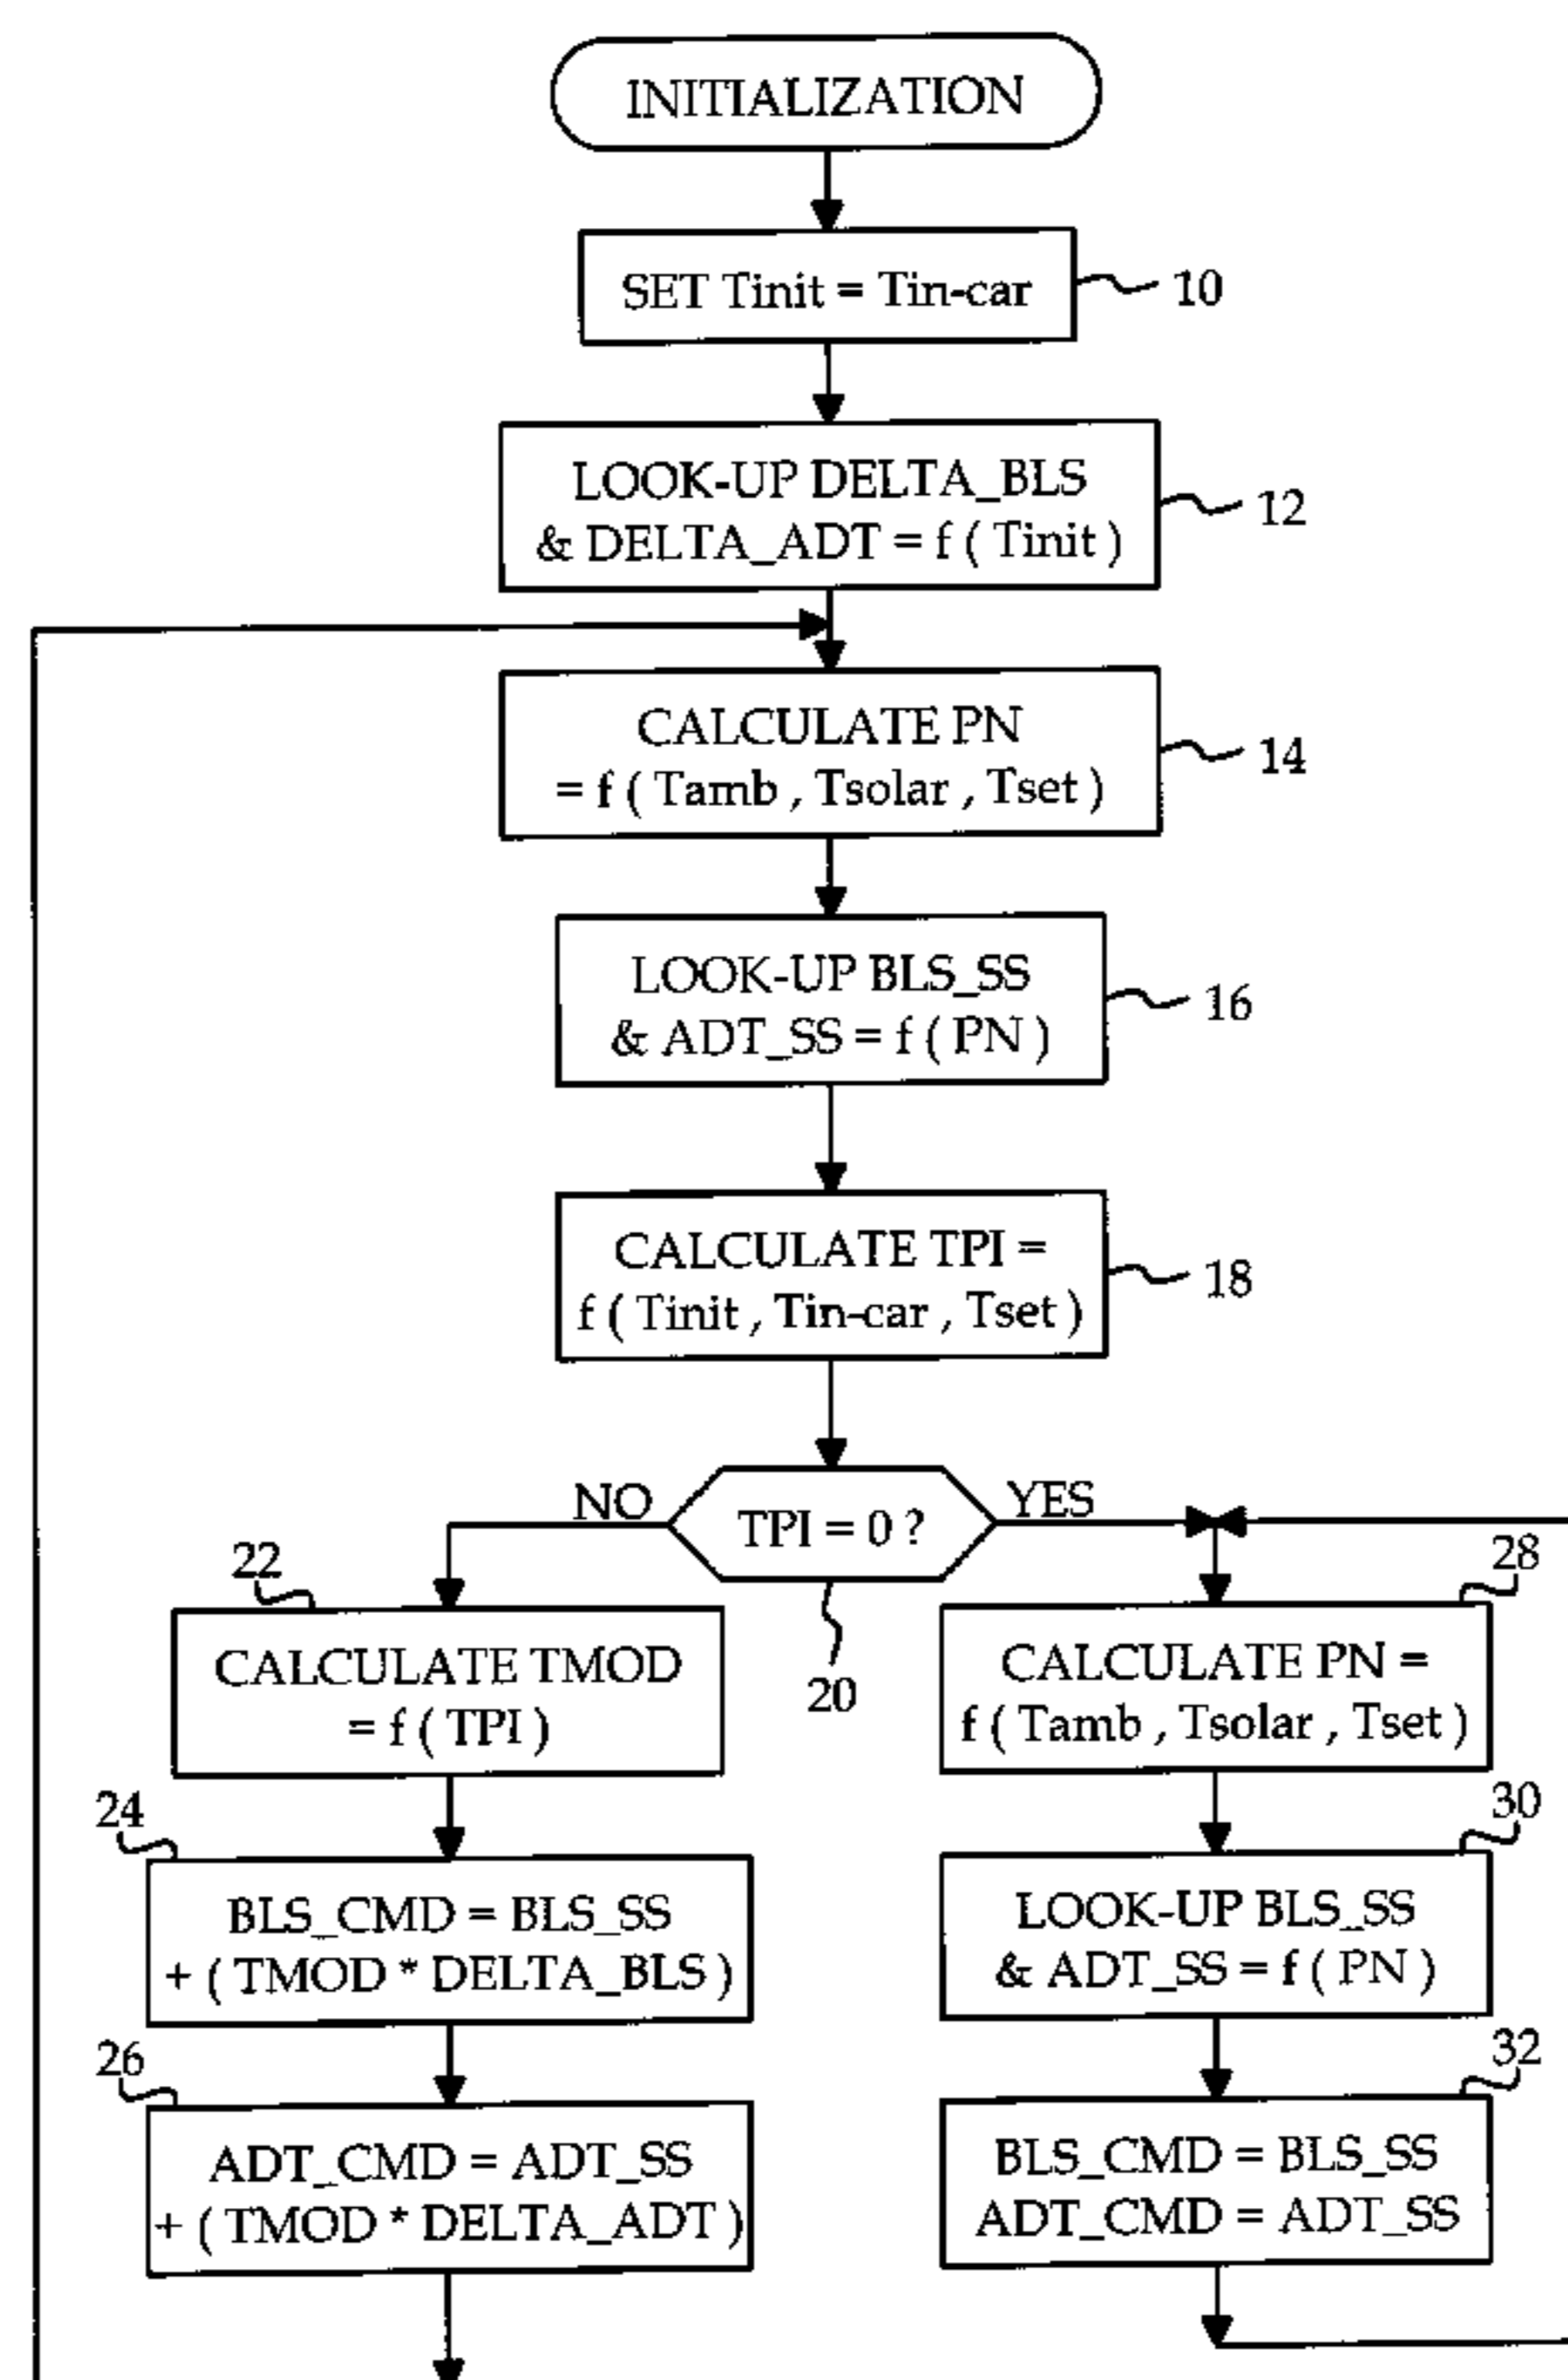 INITIALIZATION
SET Tinit = Tin-car
10
LOOK-UP DELTA_BLS
& DELTA_ADT = f ( Tinit )
12
CALCULATE PN
= f ( Tamb , Tsolar , Tset )
14
LOOK-UP BLS_SS
& ADT_SS = f ( PN )
16
CALCULATE TPI =
f ( Tinit , Tin-car , Tset )
18
NO
TPI = 0 ?
YES
20
22
CALCULATE TMOD
= f ( TPI )
28
CALCULATE PN =
f ( Tamb , Tsolar , Tset )
24
BLS_CMD = BLS_SS
+ ( TMOD * DELTA_BLS )
30
LOOK-UP BLS_SS
& ADT_SS = f ( PN )
26
ADT_CMD = ADT_SS
+ ( TMOD * DELTA_ADT )
32
BLS_CMD = BLS_SS
ADT_CMD = ADT_SS